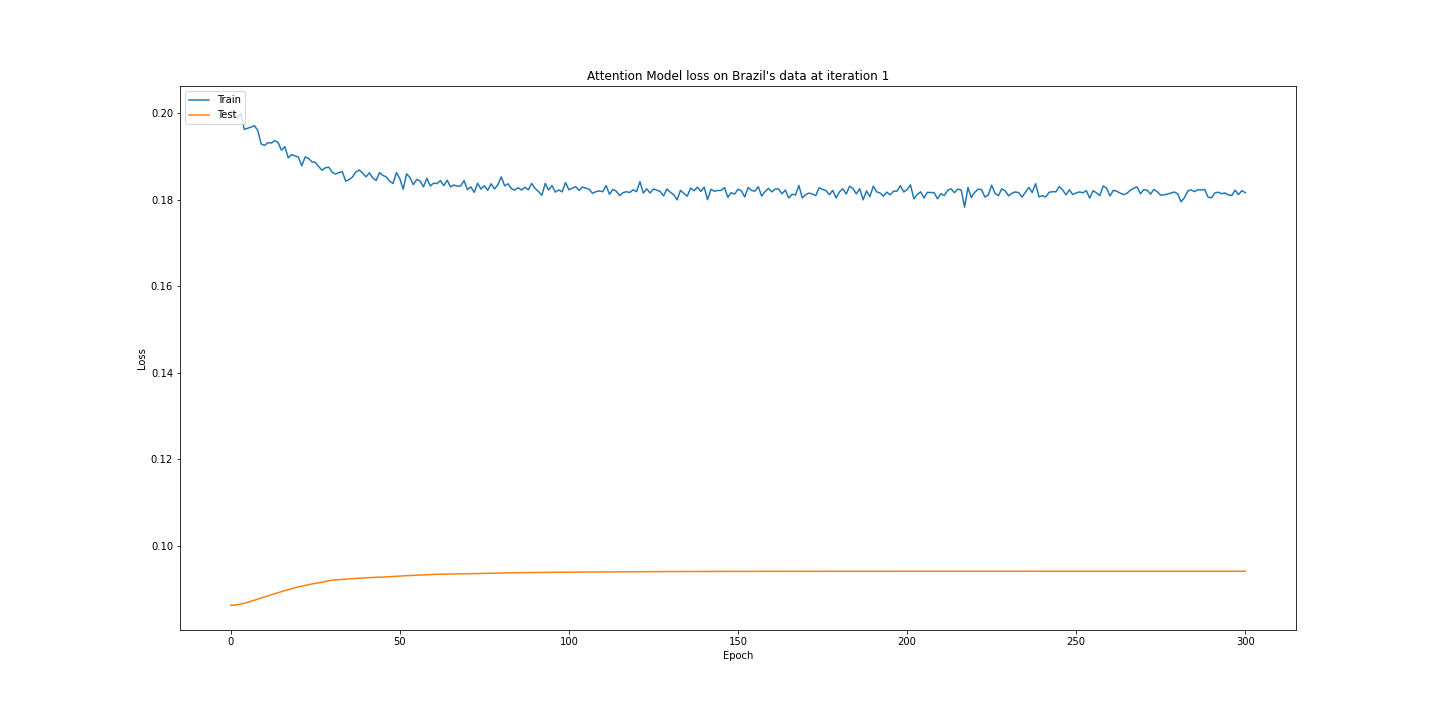 Attention Model loss on Brazil's data at iteration 1
Train
Test
0.20
0.18
0.16
0.14
0.12
0.10
Loss
0
50
100
150
200
250
300
Epoch